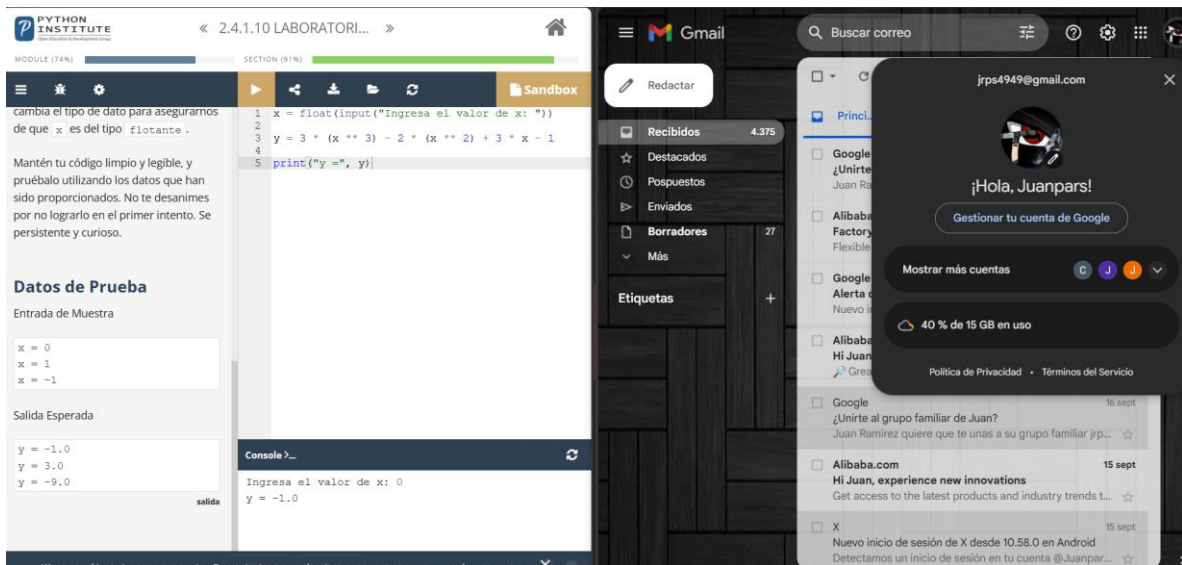 PYTHON
INSTITUTE
Open Education & Development Group
« 2.4.1.10 LABORATORI... »
MODULE (74%)
SECTION (91%)
Sandbox
cambia el tipo de dato para asegurarnos
de que x es del tipo flotante.
Mantén tu código limpio y legible, y
pruébalo utilizando los datos que han
sido proporcionados. No te desanimes
por no lograrlo en el primer intento. Se
persistente y curioso.
Datos de Prueba
Entrada de Muestra
x = 0
x = 1
x = -1
Salida Esperada
y = -1.0
y = 3.0
y = -9.0
salida
1 x = float(input("Ingresa el valor de x: "))
2
3 y = 3 * (x ** 3) - 2 * (x ** 2) + 3 * x - 1
4
5 print("y =", y)
Console >_
Ingresa el valor de x: 0
y = -1.0
Gmail
Buscar correo
Redactar
Recibidos 4.375
Destacados
Pospuestos
Enviados
Borradores 27
Más
Etiquetas +
Princi...
Google
¿Unirte
Juan Ra
Alibaba
Factory
Flexible
Google
Alerta
Nuevo
Alibaba
Hi Juan
Grea
Google 16 sept
¿Unirte al grupo familiar de Juan?
Juan Ramirez quiere que te unas a su grupo familiar jrp...
Alibaba.com 15 sept
Hi Juan, experience new innovations
Get access to the latest products and industry trends t...
X 15 sept
Nuevo inicio de sesión de X desde 10.58.0 en Android
Detectamos un inicio de sesión en tu cuenta @Juanpar...
jrps4949@gmail.com
¡Hola, Juanpars!
Gestionar tu cuenta de Google
Mostrar más cuentas C J J
40 % de 15 GB en uso
Política de Privacidad • Términos del Servicio